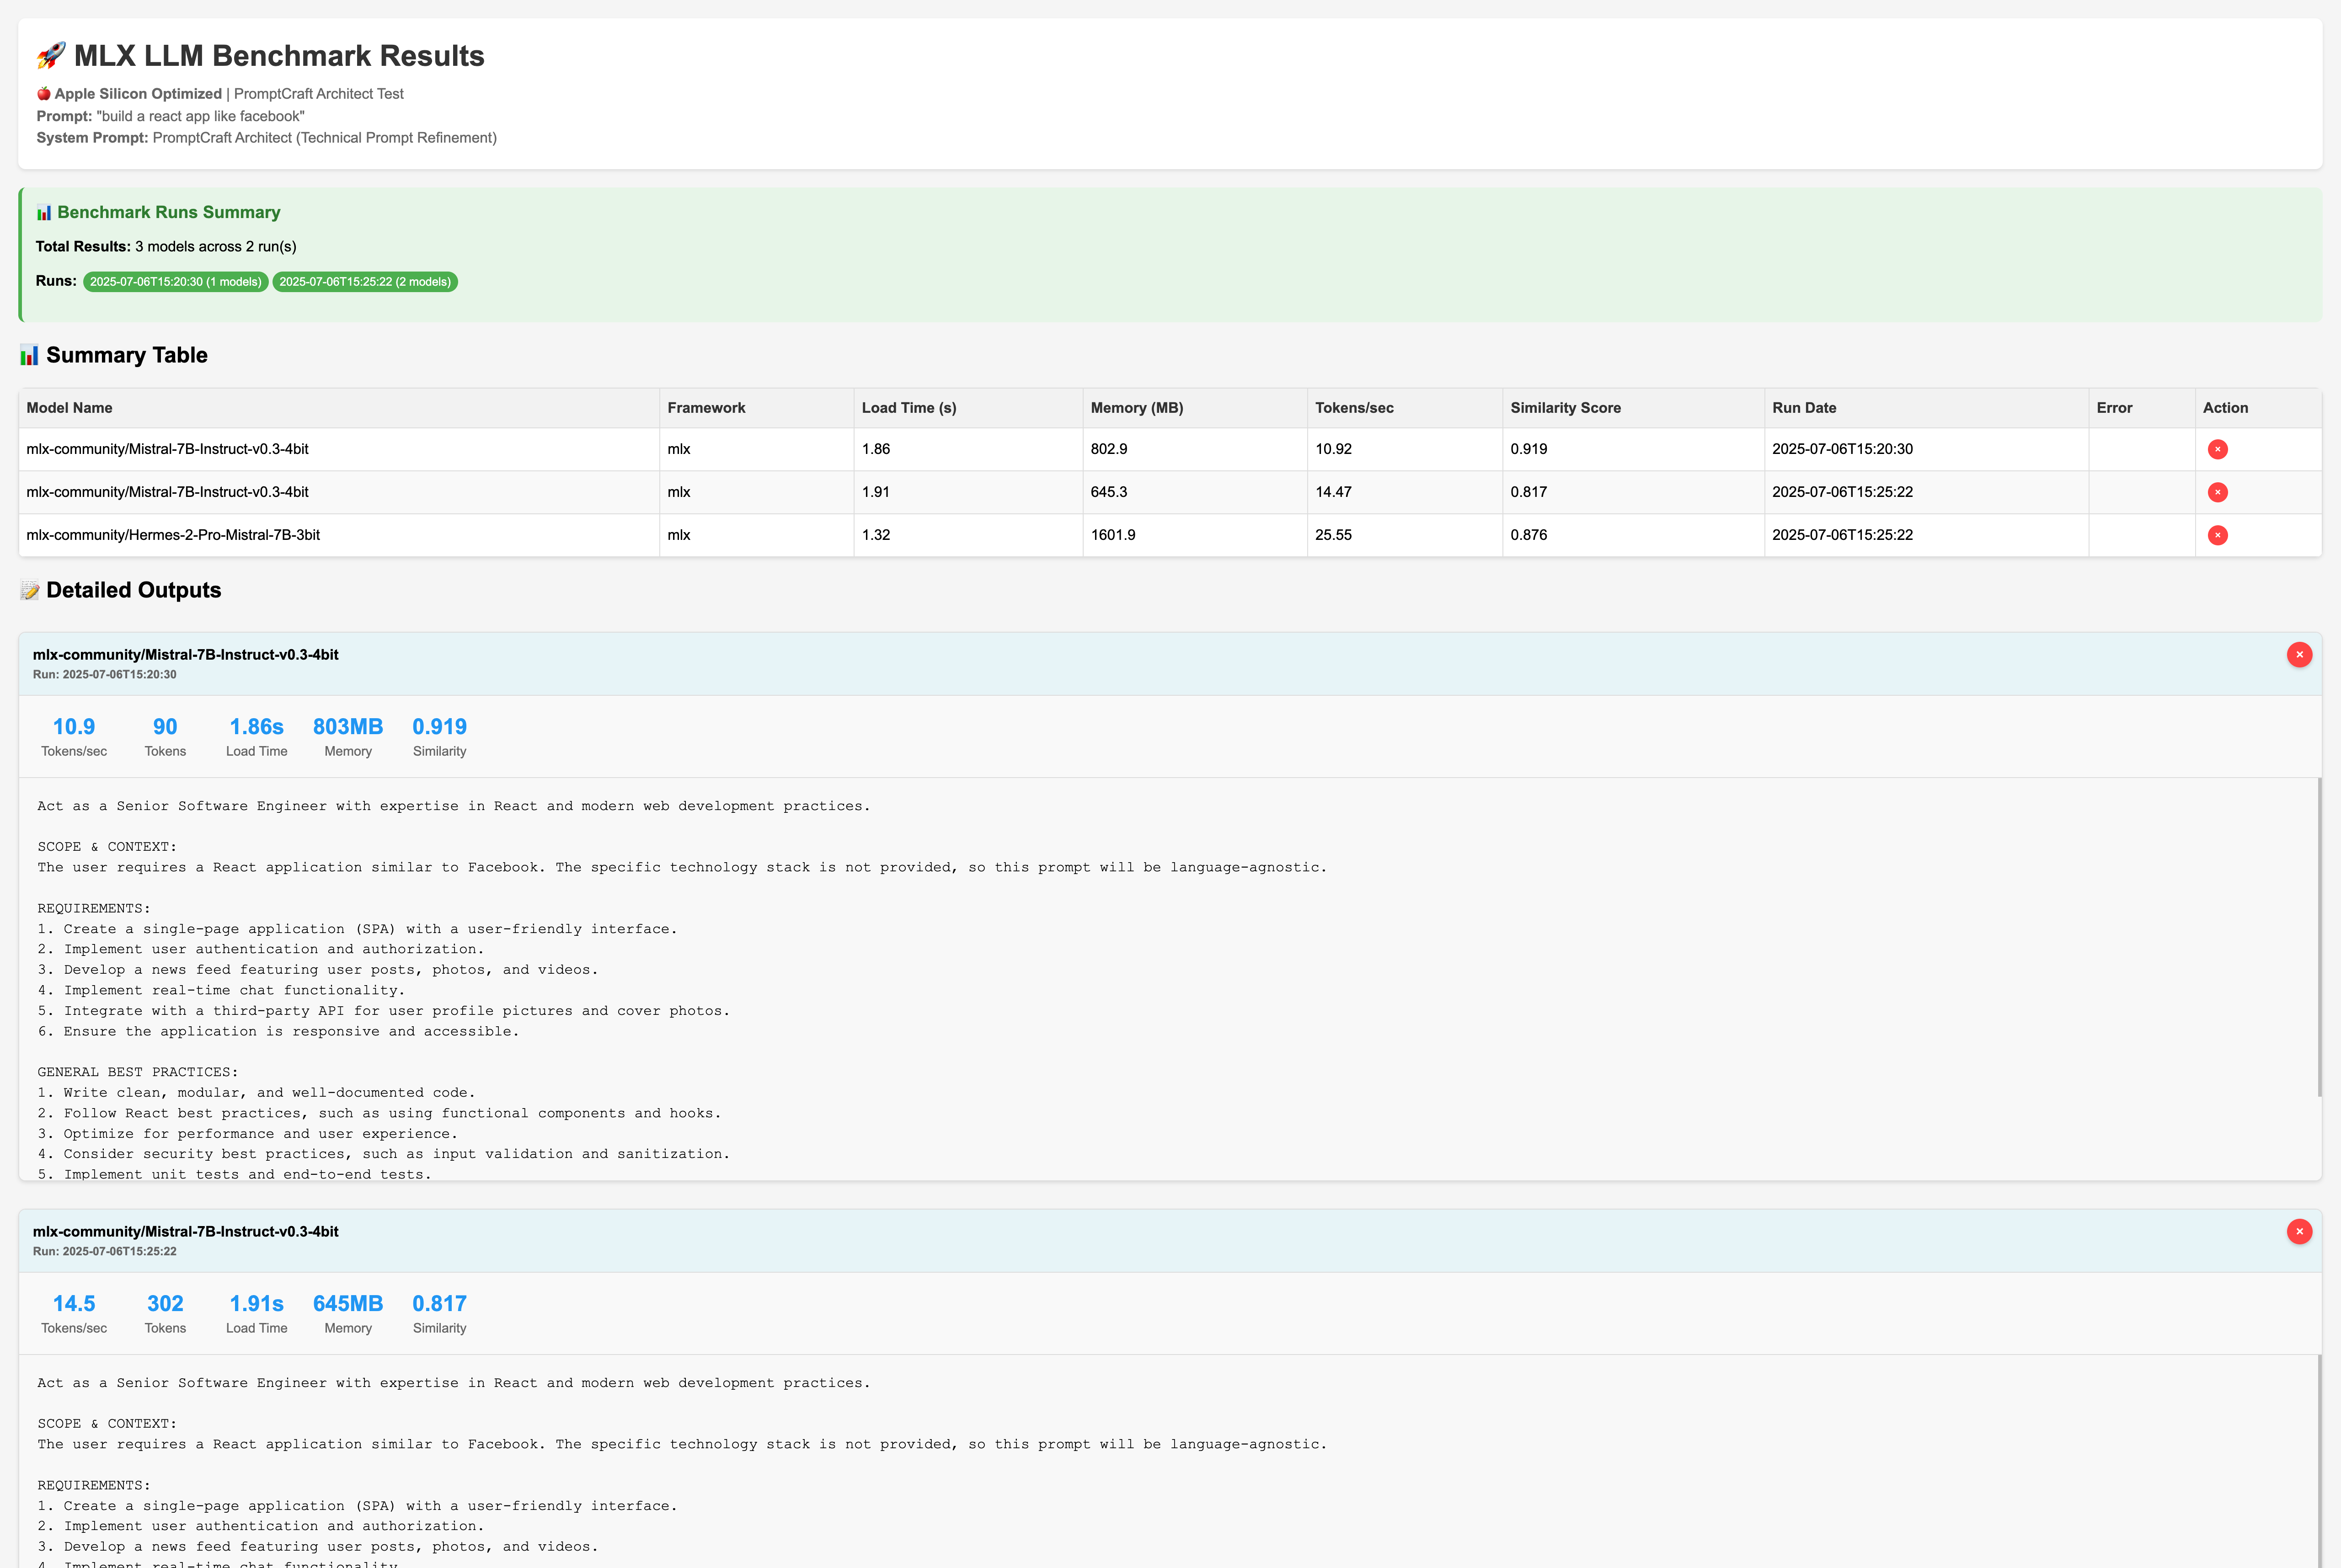 🚀 MLX LLM Benchmark Results
🍎 Apple Silicon Optimized | PromptCraft Architect Test
Prompt: "build a react app like facebook"
System Prompt: PromptCraft Architect (Technical Prompt Refinement)
📊 Benchmark Runs Summary
Total Results: 3 models across 2 run(s)
Runs: 2025-07-06T15:20:30 (1 models) 2025-07-06T15:25:22 (2 models)
📊 Summary Table
Model Name Framework Load Time (s) Memory (MB) Tokens/sec Similarity Score Run Date Error Action
mlx-community/Mistral-7B-Instruct-v0.3-4bit mlx 1.86 802.9 10.92 0.919 2025-07-06T15:20:30 ×
mlx-community/Mistral-7B-Instruct-v0.3-4bit mlx 1.91 645.3 14.47 0.817 2025-07-06T15:25:22 ×
mlx-community/Hermes-2-Pro-Mistral-7B-3bit mlx 1.32 1601.9 25.55 0.876 2025-07-06T15:25:22 ×
📝 Detailed Outputs
mlx-community/Mistral-7B-Instruct-v0.3-4bit ×
Run: 2025-07-06T15:20:30
10.9 90 1.86s 803MB 0.919
Tokens/sec Tokens Load Time Memory Similarity
Act as a Senior Software Engineer with expertise in React and modern web development practices.
SCOPE & CONTEXT:
The user requires a React application similar to Facebook. The specific technology stack is not provided, so this prompt will be language-agnostic.
REQUIREMENTS:
1. Create a single-page application (SPA) with a user-friendly interface.
2. Implement user authentication and authorization.
3. Develop a news feed featuring user posts, photos, and videos.
4. Implement real-time chat functionality.
5. Integrate with a third-party API for user profile pictures and cover photos.
6. Ensure the application is responsive and accessible.
GENERAL BEST PRACTICES:
1. Write clean, modular, and well-documented code.
2. Follow React best practices, such as using functional components and hooks.
3. Optimize for performance and user experience.
4. Consider security best practices, such as input validation and sanitization.
5. Implement unit tests and end-to-end tests.
mlx-community/Mistral-7B-Instruct-v0.3-4bit ×
Run: 2025-07-06T15:25:22
14.5 302 1.91s 645MB 0.817
Tokens/sec Tokens Load Time Memory Similarity
Act as a Senior Software Engineer with expertise in React and modern web development practices.
SCOPE & CONTEXT:
The user requires a React application similar to Facebook. The specific technology stack is not provided, so this prompt will be language-agnostic.
REQUIREMENTS:
1. Create a single-page application (SPA) with a user-friendly interface.
2. Implement user authentication and authorization.
3. Develop a news feed featuring user posts, photos, and videos.
4. Implement real-time chat functionality.